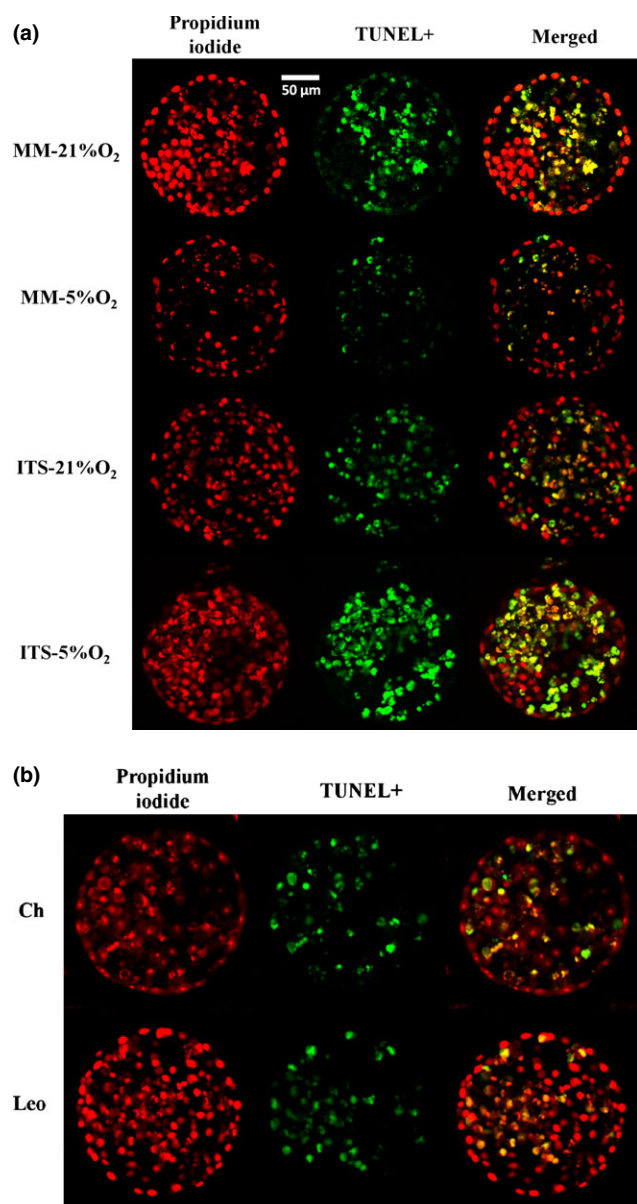 (a)
Propidium
iodide
TUNEL+
Merged
50 µm
MM-21%O₂
MM-5%O₂
ITS-21%O₂
ITS-5%O₂
(b)
Propidium
iodide
TUNEL+
Merged
Ch
Leo